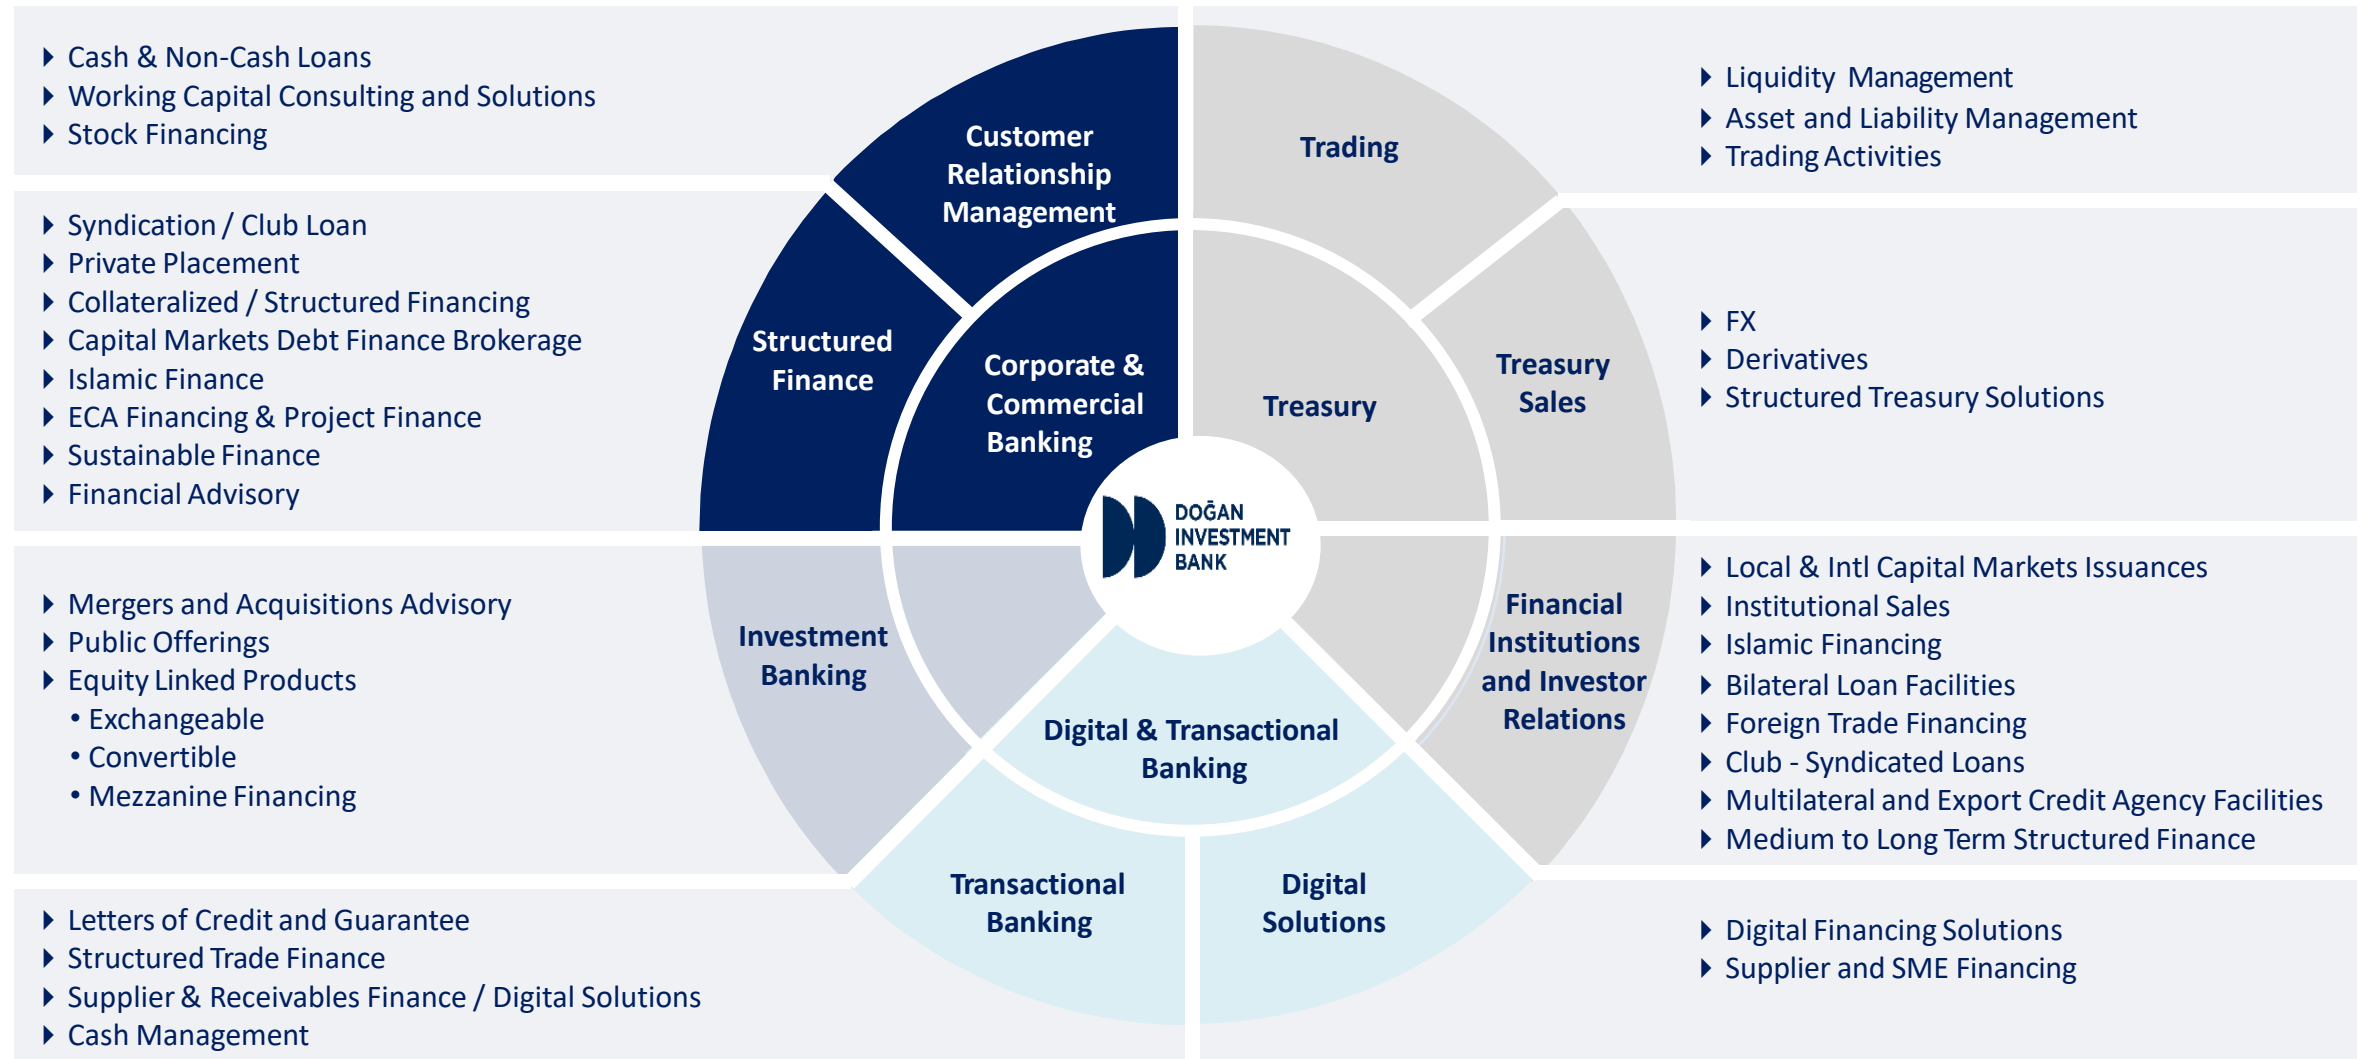 Cash & Non-Cash Loans
Working Capital Consulting and Solutions
Stock Financing
Syndication / Club Loan
Private Placement
Collateralized / Structured Financing
Capital Markets Debt Finance Brokerage
Islamic Finance
ECA Financing & Project Finance
Sustainable Finance
Financial Advisory
Mergers and Acquisitions Advisory
Public Offerings
Equity Linked Products
• Exchangeable
• Convertible
• Mezzanine Financing
Letters of Credit and Guarantee
Structured Trade Finance
Supplier & Receivables Finance / Digital Solutions
Cash Management
Customer
Relationship
Management
Structured
Finance
Corporate &
Commercial
Banking
Investment
Banking
Trading
Treasury
Sales
Treasury
DOĞAN
INVESTMENT
BANK
Financial
Institutions
and Investor
Relations
Digital & Transactional
Banking
Transactional
Banking
Digital
Solutions
Liquidity Management
Asset and Liability Management
Trading Activities
FX
Derivatives
Structured Treasury Solutions
Local & Intl Capital Markets Issuances
Institutional Sales
Islamic Financing
Bilateral Loan Facilities
Foreign Trade Financing
Club - Syndicated Loans
Multilateral and Export Credit Agency Facilities
Medium to Long Term Structured Finance
Digital Financing Solutions
Supplier and SME Financing